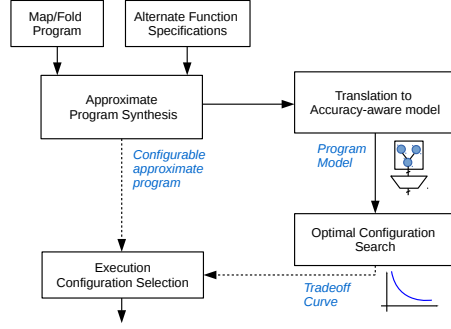 Map/Fold
Program
Alternate Function
Specifications
Approximate
Program Synthesis
Translation to
Accuracy-aware model
Configurable
approximate
program
Program
Model
Optimal Configuration
Search
Execution
Configuration Selection
Tradeoff
Curve